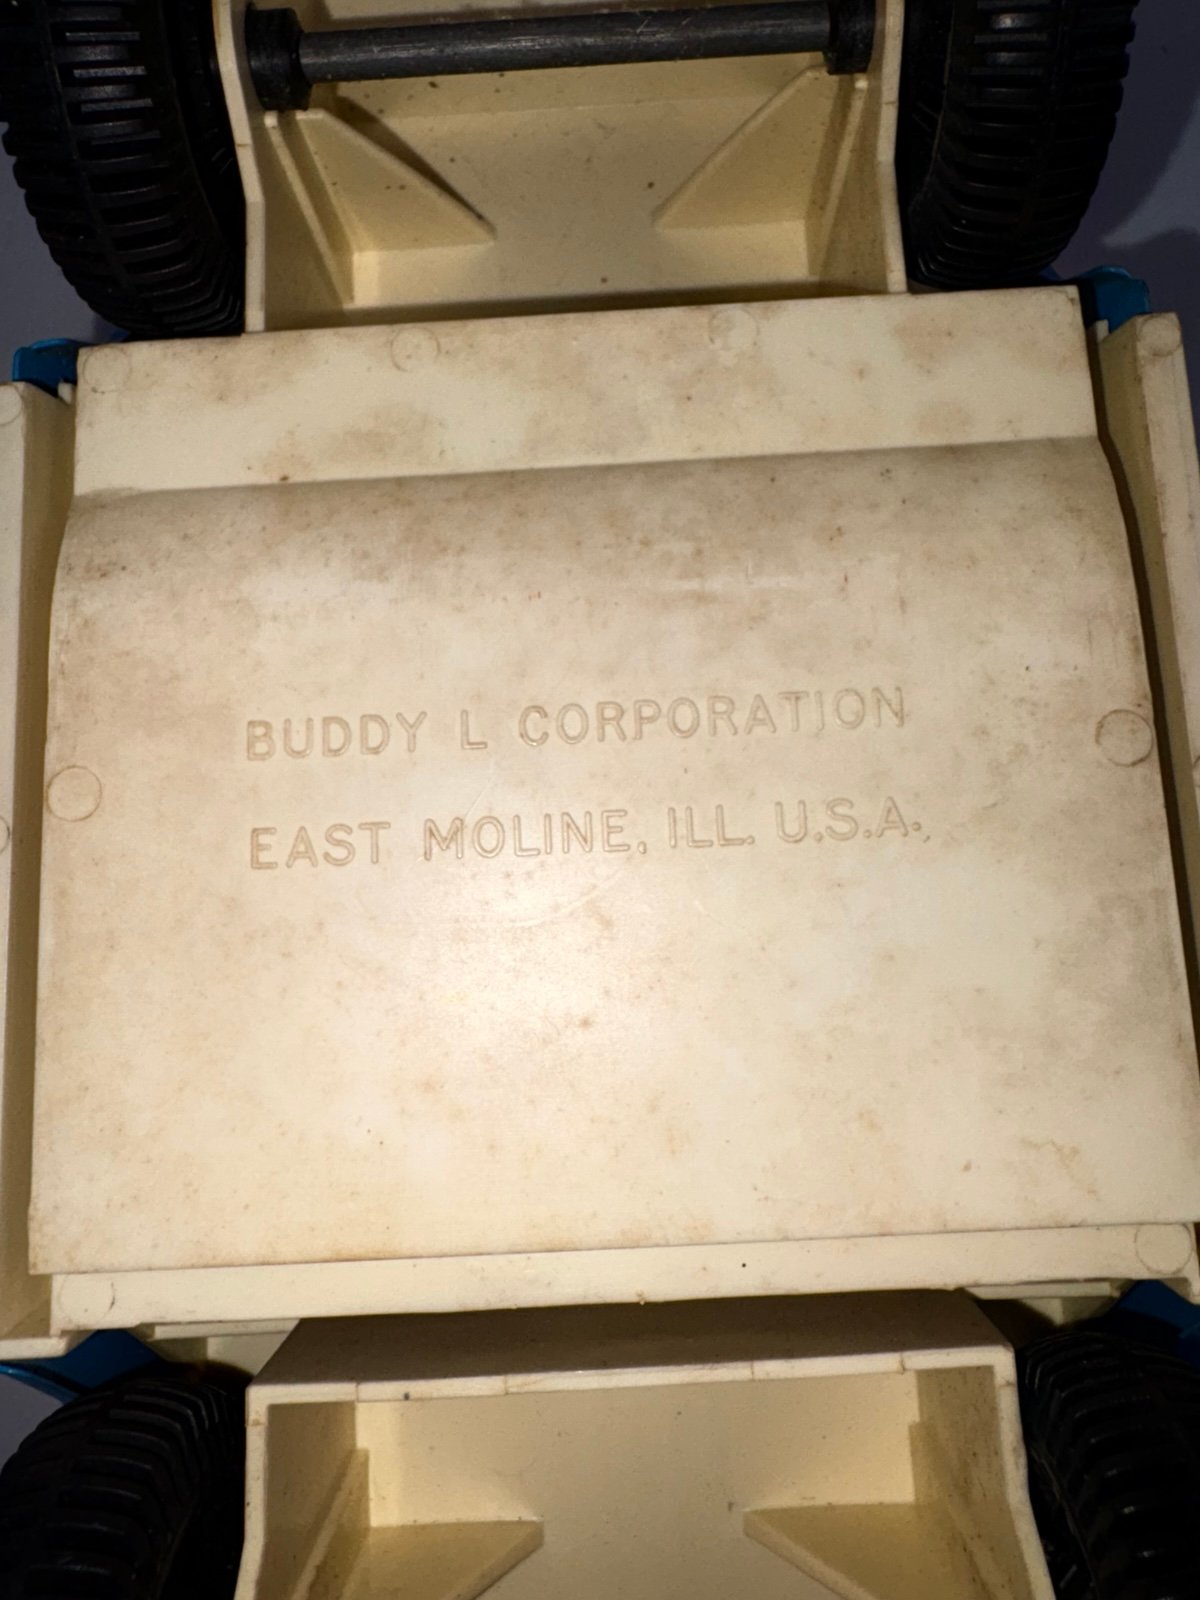 BUDDY L CORPORATION
EAST MOLINE, ILL. U.S.A.